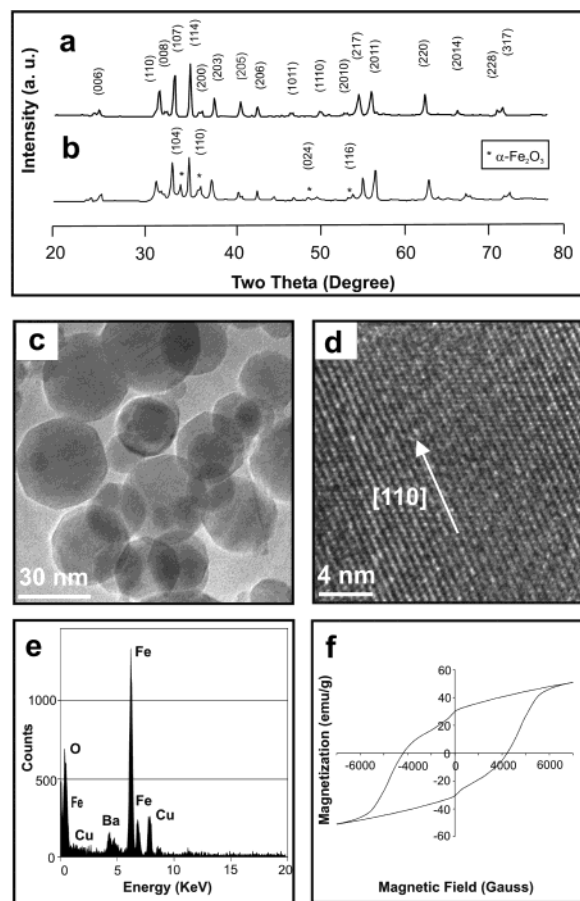 a
(006)
(110)
(008)
(107)
(114)
(200)
(203)
(205)
(206)
(1011)
(1110)
(2010)
(217)
(2011)
(220)
(2014)
(228)
(317)
Intensity (a. u.)
b
(104)
*
(110)
*
(024)
*
(116)
*
* α-Fe₂O₃
20 30 40 50 60 70 80
Two Theta (Degree)
c
30 nm
d
[110]
4 nm
e
Fe
1000
O
500
Fe
Cu
Ba
Fe
Cu
0
0 5 10 15 20
Counts
Energy (KeV)
f
60
40
20
0
-20
-40
-60
-6000 -4000 0 4000 6000
Magnetization (emu/g)
Magnetic Field (Gauss)